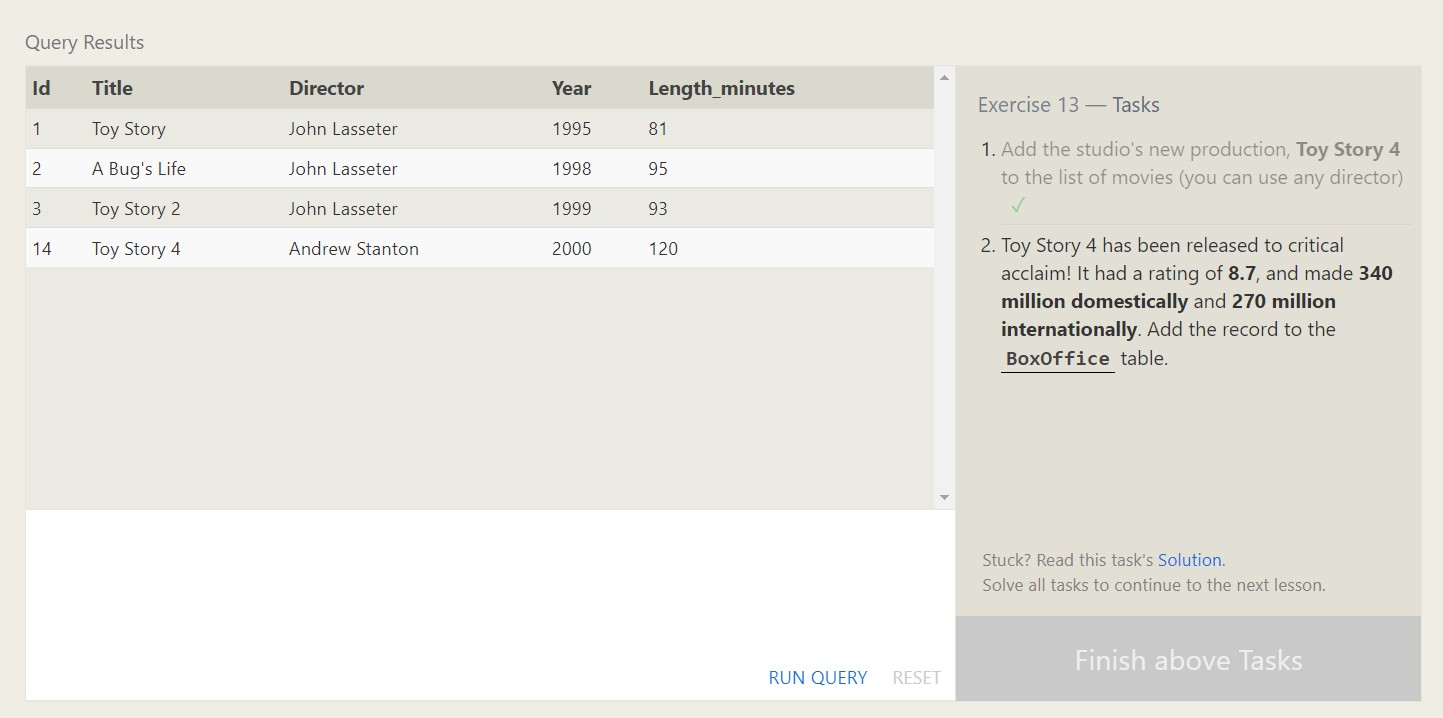 Query Results
Id Title Director Year Length_minutes
1 Toy Story John Lasseter 1995 81
2 A Bug's Life John Lasseter 1998 95
3 Toy Story 2 John Lasseter 1999 93
14 Toy Story 4 Andrew Stanton 2000 120
RUN QUERY RESET
Exercise 13 — Tasks
1. Add the studio's new production, Toy Story 4
to the list of movies (you can use any director)
✓
2. Toy Story 4 has been released to critical
acclaim! It had a rating of 8.7, and made 340
million domestically and 270 million
internationally. Add the record to the
BoxOffice table.
Stuck? Read this task's Solution.
Solve all tasks to continue to the next lesson.
Finish above Tasks